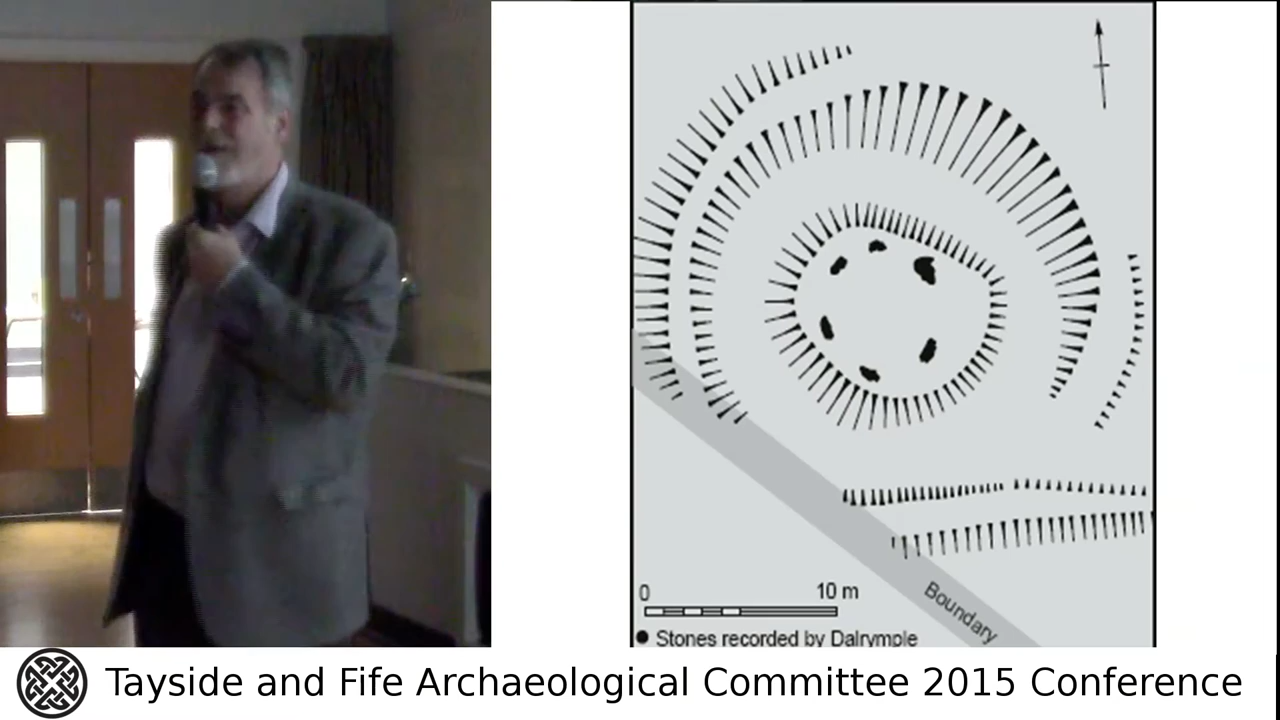 0
10 m
Boundary
Stones recorded by Dalrymple
Tayside and Fife Archaeological Committee 2015 Conference